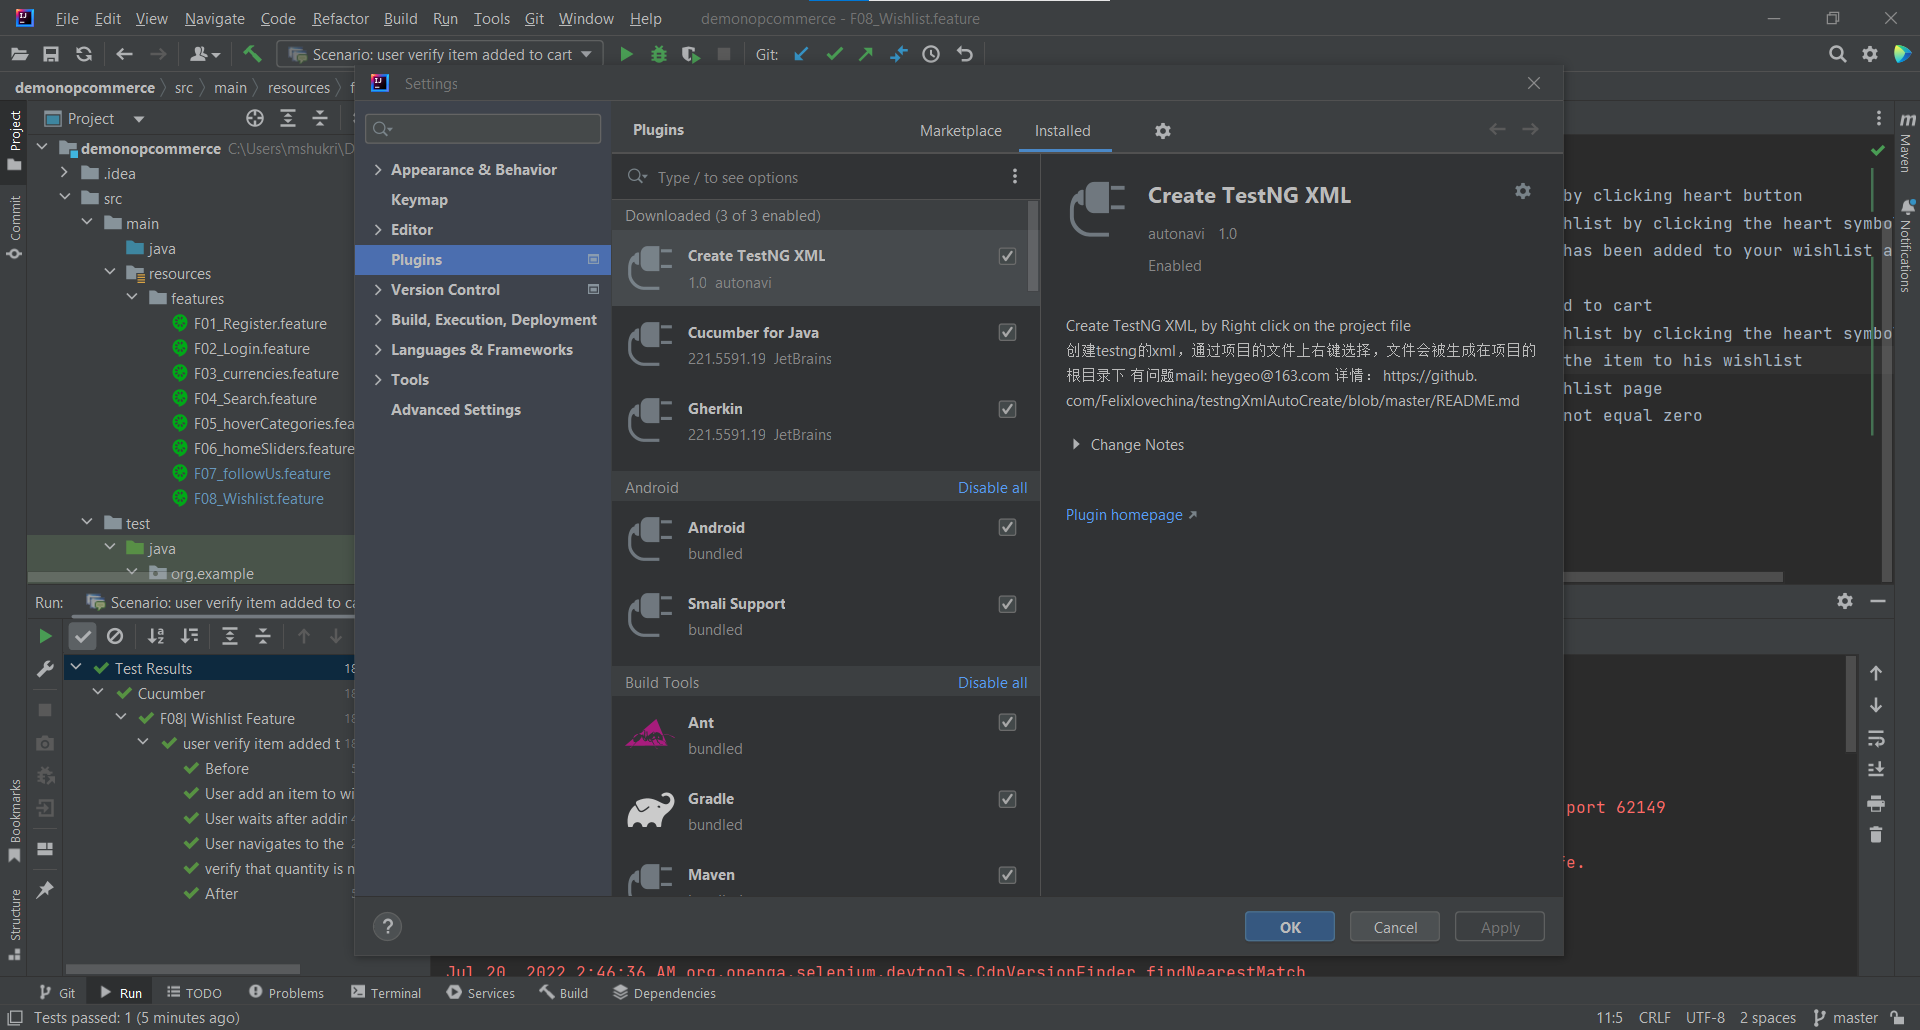 File Edit View Navigate Code Refactor Build Run Tools Git Window Help demonopcommerce - F08_Wishlist.feature
Scenario: user verify item added to cart Git:
demonopcommerce src main resources
Settings
Project
Commit
Bookmarks
Structure
Project
demonopcommerce C:\Users\mshukri\D
.idea
src
main
java
resources
features
F01_Register.feature
F02_Login.feature
F03_currencies.feature
F04_Search.feature
F05_hoverCategories.fea
F06_homeSliders.feature
F07_followUs.feature
F08_Wishlist.feature
test
java
org.example
Appearance & Behavior
Keymap
Editor
Plugins
Version Control
Build, Execution, Deployment
Languages & Frameworks
Tools
Advanced Settings
Plugins Marketplace Installed
Type / to see options
Downloaded (3 of 3 enabled)
Create TestNG XML
1.0 autonavi
Cucumber for Java
221.5591.19 JetBrains
Gherkin
221.5591.19 JetBrains
Android Disable all
Android
bundled
Smali Support
bundled
Build Tools Disable all
Ant
bundled
Gradle
bundled
Maven
Create TestNG XML
autonavi 1.0
Enabled
Create TestNG XML, by Right click on the project file
创建testng的xml，通过项目的文件上右键选择，文件会被生成在项目的
根目录下 有问题mail: heygeo@163.com 详情： https://github.
com/Felixlovechina/testngXmlAutoCreate/blob/master/README.md
Change Notes
Plugin homepage
? OK Cancel Apply
by clicking heart button
hlist by clicking the heart symbo
has been added to your wishlist a
d to cart
hlist by clicking the heart symbo
the item to his wishlist
hlist page
not equal zero
m Maven
Notifications
Run: Scenario: user verify item added to ca
Test Results 18
Cucumber 18
F08| Wishlist Feature 18
user verify item added t 18
Before
User add an item to wi
User waits after addin
User navigates to the
verify that quantity is n
After
port 62149
fe.
Jul 20, 2022 2:46:36 AM org.openqa.selenium.devtools.CdpVersionFinder findNearestMatch
Git Run TODO Problems Terminal Services Build Dependencies
Tests passed: 1 (5 minutes ago) 11:5 CRLF UTF-8 2 spaces master